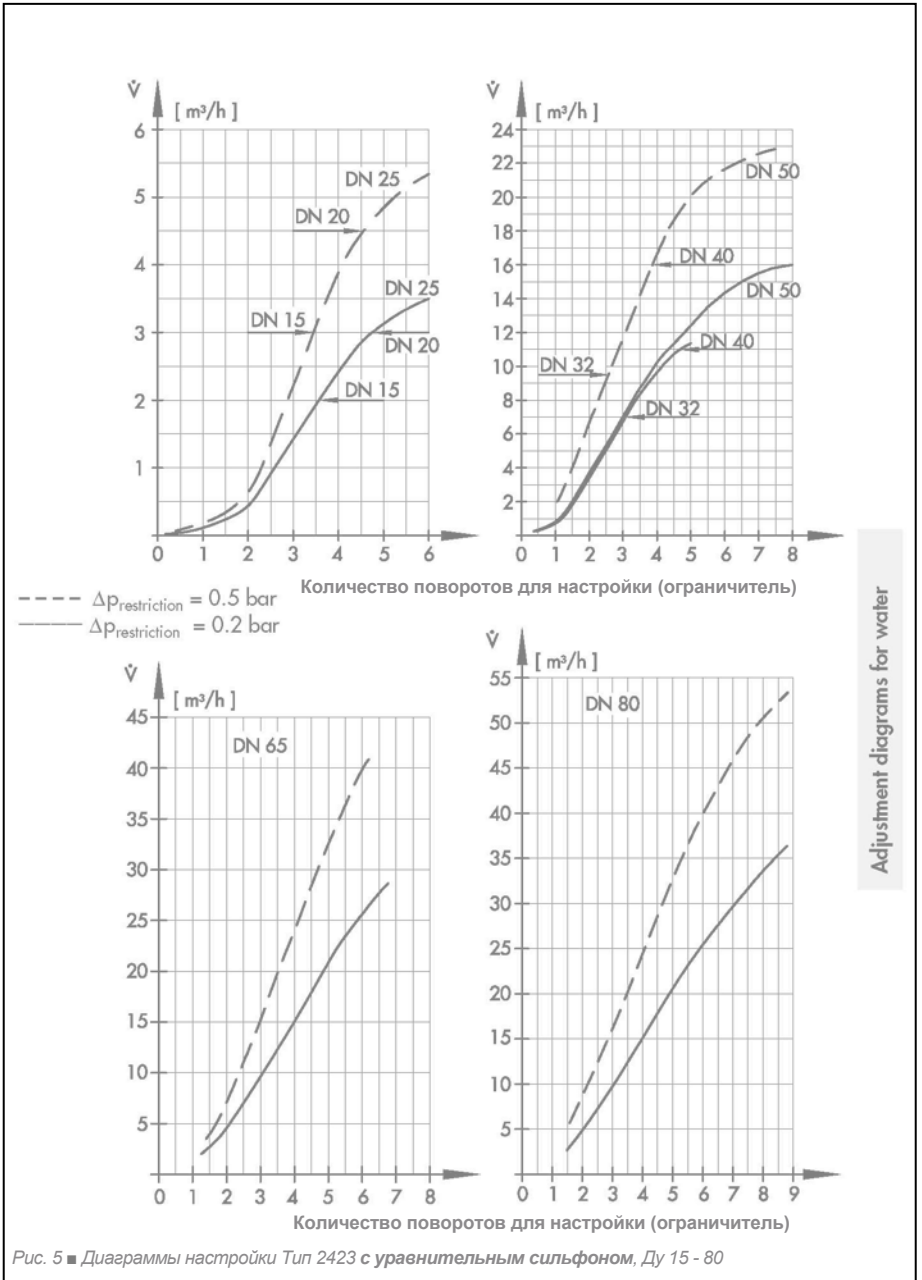 V̇
[ m³/h ]
6
5
4
3
2
1
0 1 2 3 4 5 6
DN 25
DN 20
DN 15
DN 25
DN 20
DN 15
V̇
[ m³/h ]
24
22
20
18
16
14
12
10
8
6
4
2
0 1 2 3 4 5 6 7 8
DN 50
DN 40
DN 50
DN 40
DN 32
DN 32
Количество поворотов для настройки (ограничитель)
Δp restriction = 0.5 bar
Δp restriction = 0.2 bar
Adjustment diagrams for water
V̇
[ m³/h ]
45
40
35
30
25
20
15
10
5
0 1 2 3 4 5 6 7 8
DN 65
V̇
[ m³/h ]
55
50
45
40
35
30
25
20
15
10
5
0 1 2 3 4 5 6 7 8 9
DN 80
Количество поворотов для настройки (ограничитель)
Рис. 5 ■ Диаграммы настройки Тип 2423 с уравнительным сильфоном, Ду 15 - 80